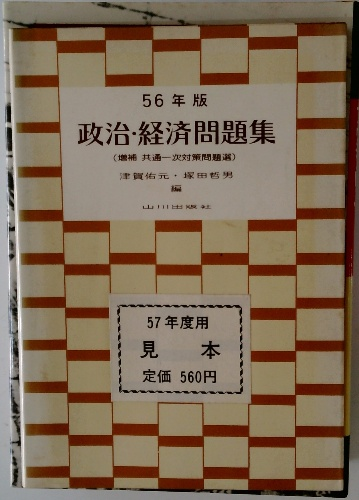 56年版
政治・経済問題集
(増補 共通一次対策問題選)
津賀佑元・塚田哲男
編
山川出版社
57年度用
見本
定価 560円